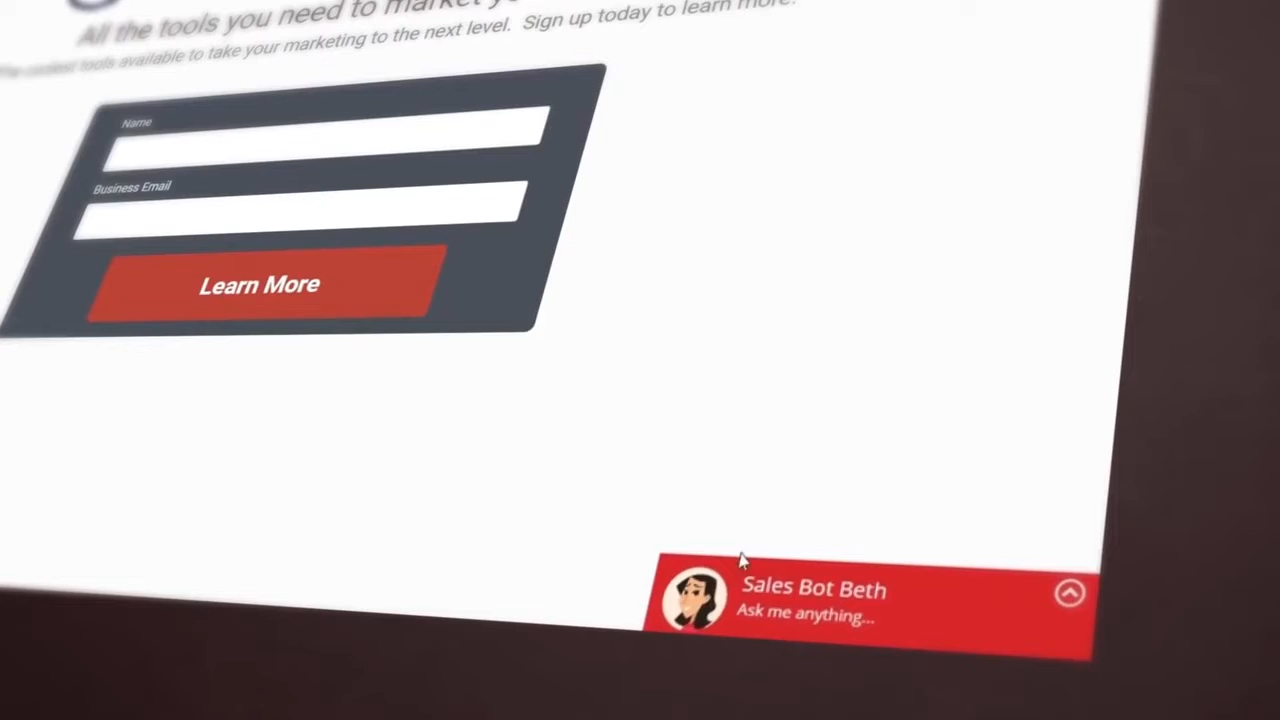 All the tools you need to market
coolest tools available to take your marketing to the next level. Sign up today to learn more.
Name
Business Email
Learn More
Sales Bot Beth
Ask me anything...